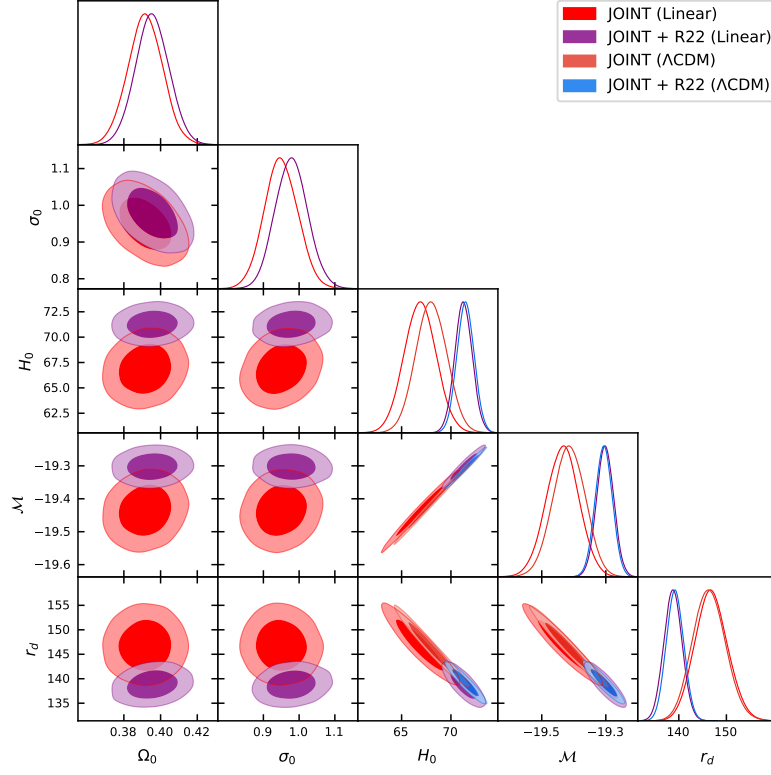 JOINT (Linear)
JOINT + R22 (Linear)
JOINT (ΛCDM)
JOINT + R22 (ΛCDM)
1.1
1.0
0.9
0.8
σ₀
72.5
70.0
67.5
65.0
62.5
H₀
−19.3
−19.4
−19.5
−19.6
ℳ
155
150
145
140
135
r_d
0.38 0.40 0.42 0.9 1.0 1.1 65 70 −19.5 −19.3 140 150
Ω₀ σ₀ H₀ ℳ r_d